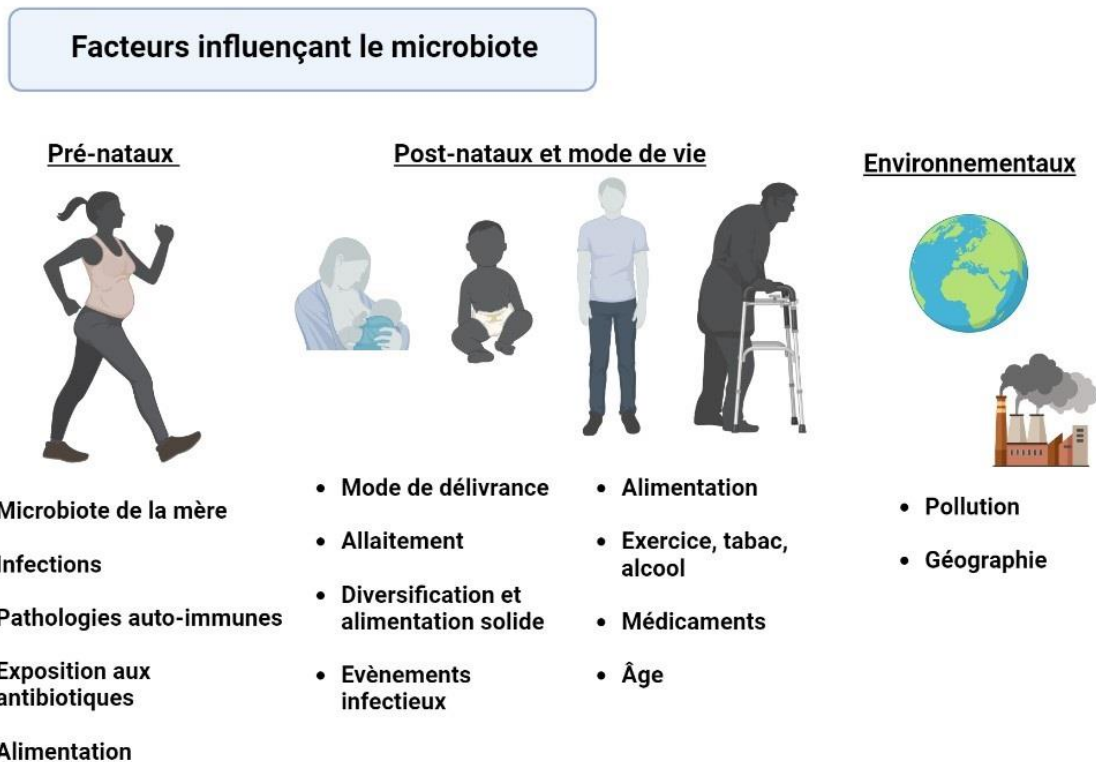 Facteurs influençant le microbiote
Pré-nataux
Microbiote de la mère
Infections
Pathologies auto-immunes
Exposition aux
antibiotiques
Alimentation
Post-nataux et mode de vie
• Mode de délivrance
• Allaitement
• Diversification et
alimentation solide
• Evènements
infectieux
• Alimentation
• Exercice, tabac,
alcool
• Médicaments
• Âge
Environnementaux
• Pollution
• Géographie